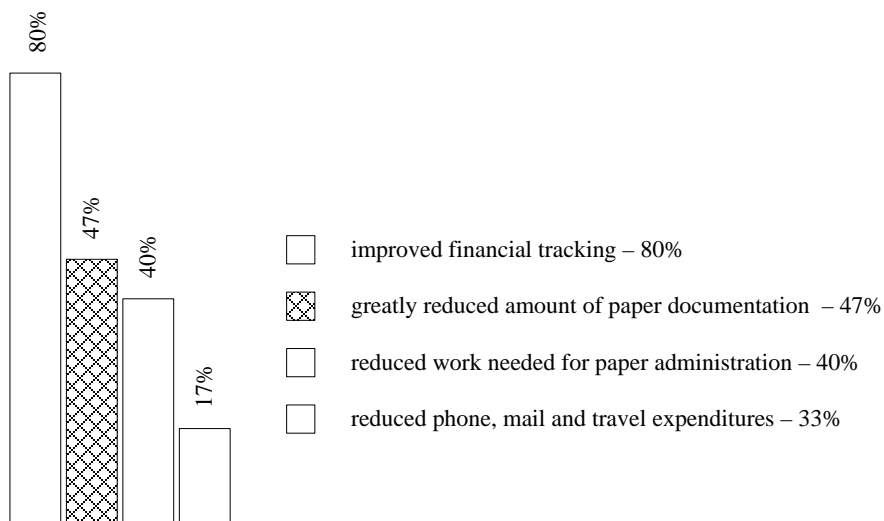 80%
47%
40%
17%
improved financial tracking – 80%
greatly reduced amount of paper documentation – 47%
reduced work needed for paper administration – 40%
reduced phone, mail and travel expenditures – 33%